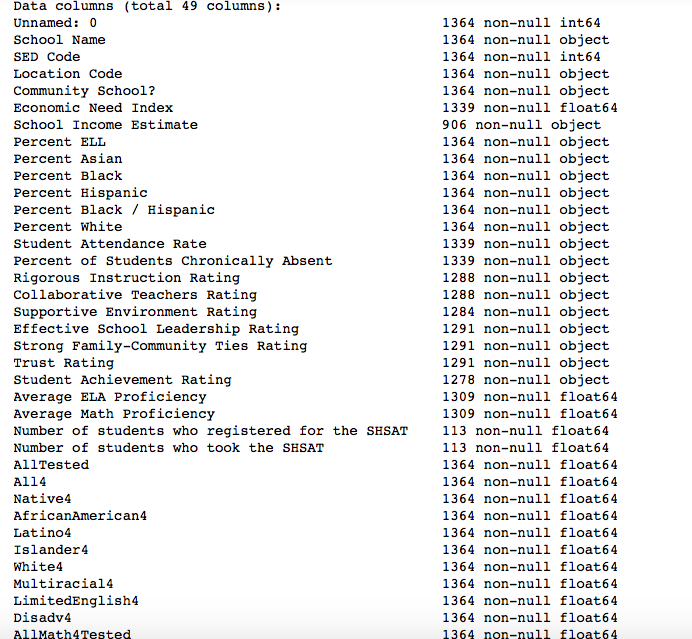 Data columns (total 49 columns):
Unnamed: 0 1364 non-null int64
School Name 1364 non-null object
SED Code 1364 non-null int64
Location Code 1364 non-null object
Community School? 1364 non-null object
Economic Need Index 1339 non-null float64
School Income Estimate 906 non-null object
Percent ELL 1364 non-null object
Percent Asian 1364 non-null object
Percent Black 1364 non-null object
Percent Hispanic 1364 non-null object
Percent Black / Hispanic 1364 non-null object
Percent White 1364 non-null object
Student Attendance Rate 1339 non-null object
Percent of Students Chronically Absent 1339 non-null object
Rigorous Instruction Rating 1288 non-null object
Collaborative Teachers Rating 1288 non-null object
Supportive Environment Rating 1284 non-null object
Effective School Leadership Rating 1291 non-null object
Strong Family-Community Ties Rating 1291 non-null object
Trust Rating 1291 non-null object
Student Achievement Rating 1278 non-null object
Average ELA Proficiency 1309 non-null float64
Average Math Proficiency 1309 non-null float64
Number of students who registered for the SHSAT 113 non-null float64
Number of students who took the SHSAT 113 non-null float64
AllTested 1364 non-null float64
All4 1364 non-null float64
Native4 1364 non-null float64
AfricanAmerican4 1364 non-null float64
Latino4 1364 non-null float64
Islander4 1364 non-null float64
White4 1364 non-null float64
Multiracial4 1364 non-null float64
LimitedEnglish4 1364 non-null float64
Disadv4 1364 non-null float64
AllMath4Tested 1364 non-null float64